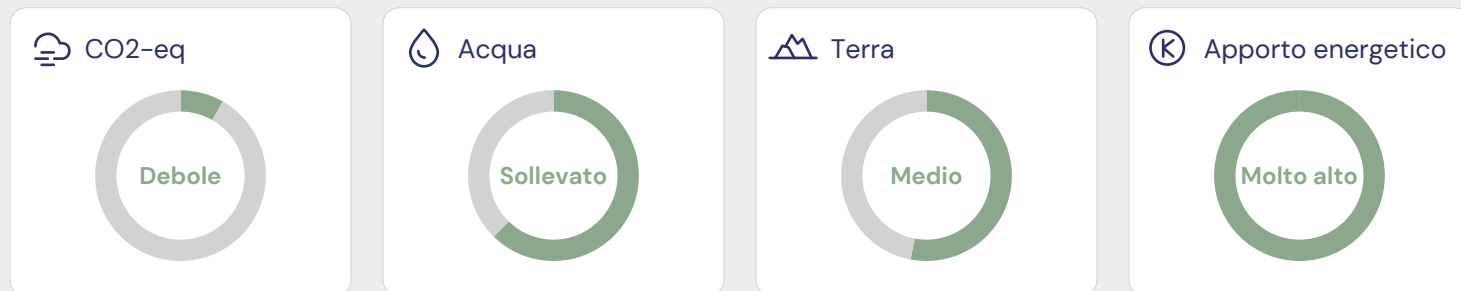 CO2-eq
Debole
Acqua
Sollevato
Terra
Medio
Apporto energetico
Molto alto